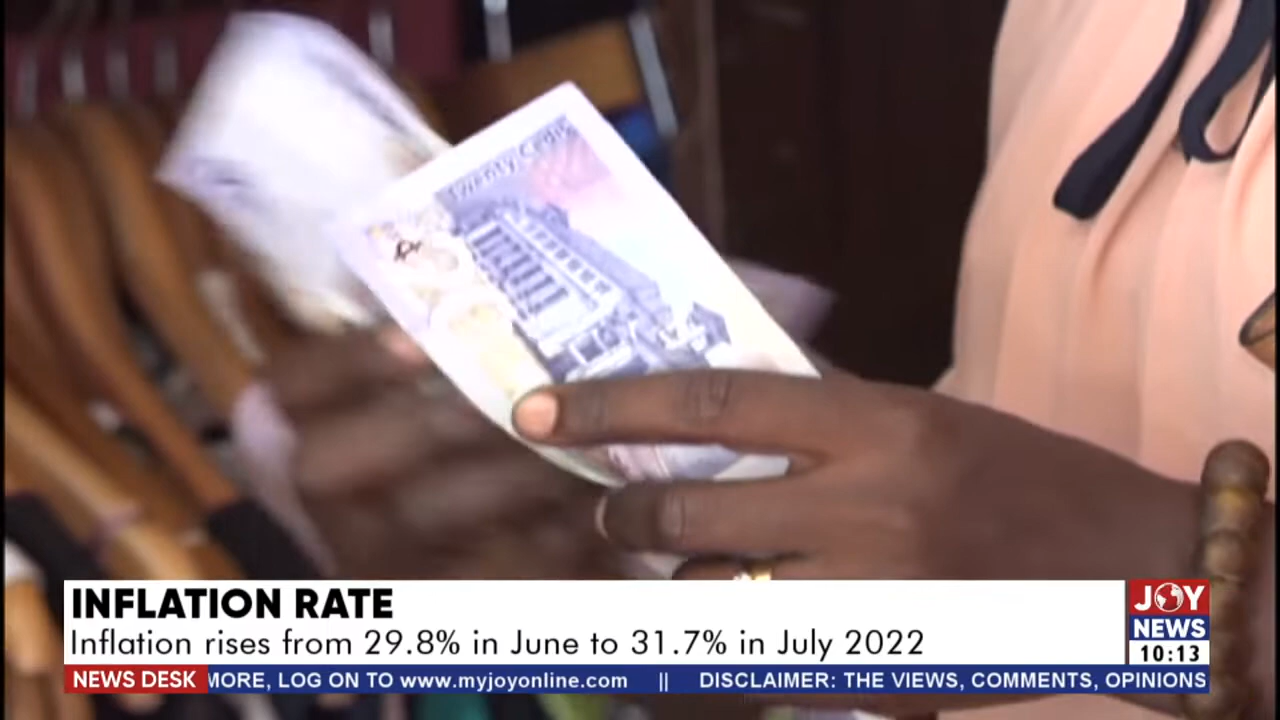 Twenty Cedis
INFLATION RATE
Inflation rises from 29.8% in June to 31.7% in July 2022
JOY
NEWS
10:13
NEWS DESK
MORE, LOG ON TO www.myjoyonline.com || DISCLAIMER: THE VIEWS, COMMENTS, OPINIONS